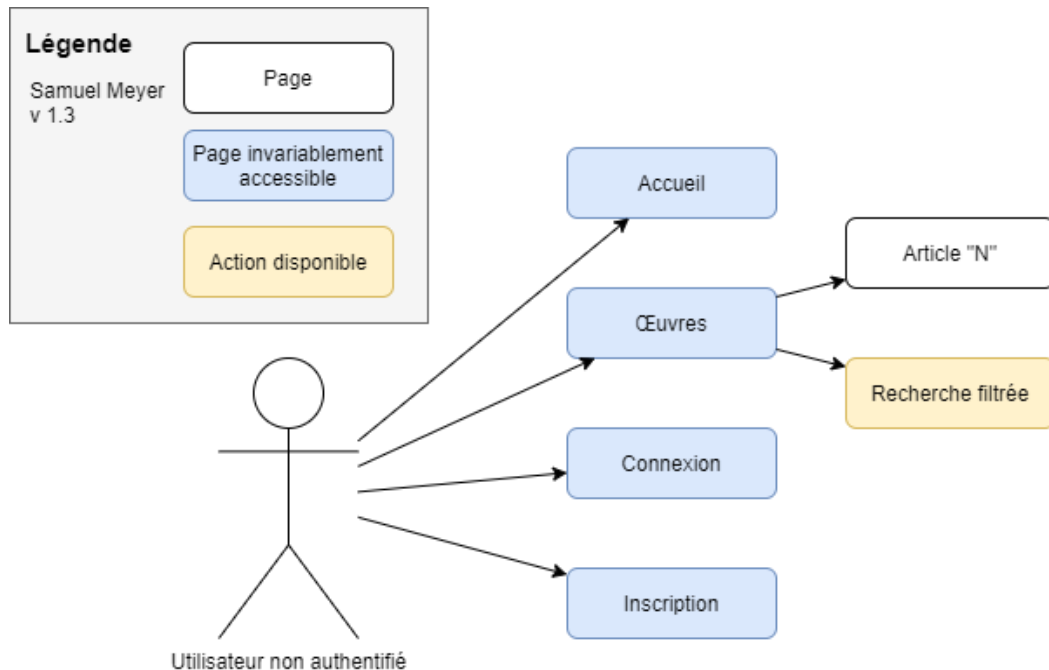 Légende
Samuel Meyer
v 1.3
Page
Page invariablement
accessible
Action disponible
Accueil
Article "N"
Œuvres
Recherche filtrée
Connexion
Inscription
Utilisateur non authentifié